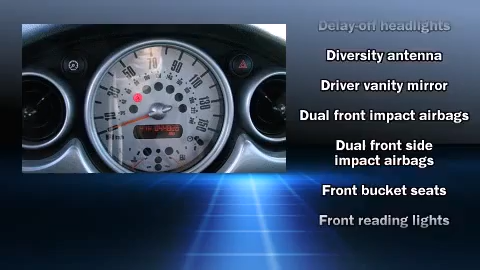 Delay-off headlights
Diversity antenna
Driver vanity mirror
Dual front impact airbags
Dual front side
impact airbags
Front bucket seats
Front reading lights